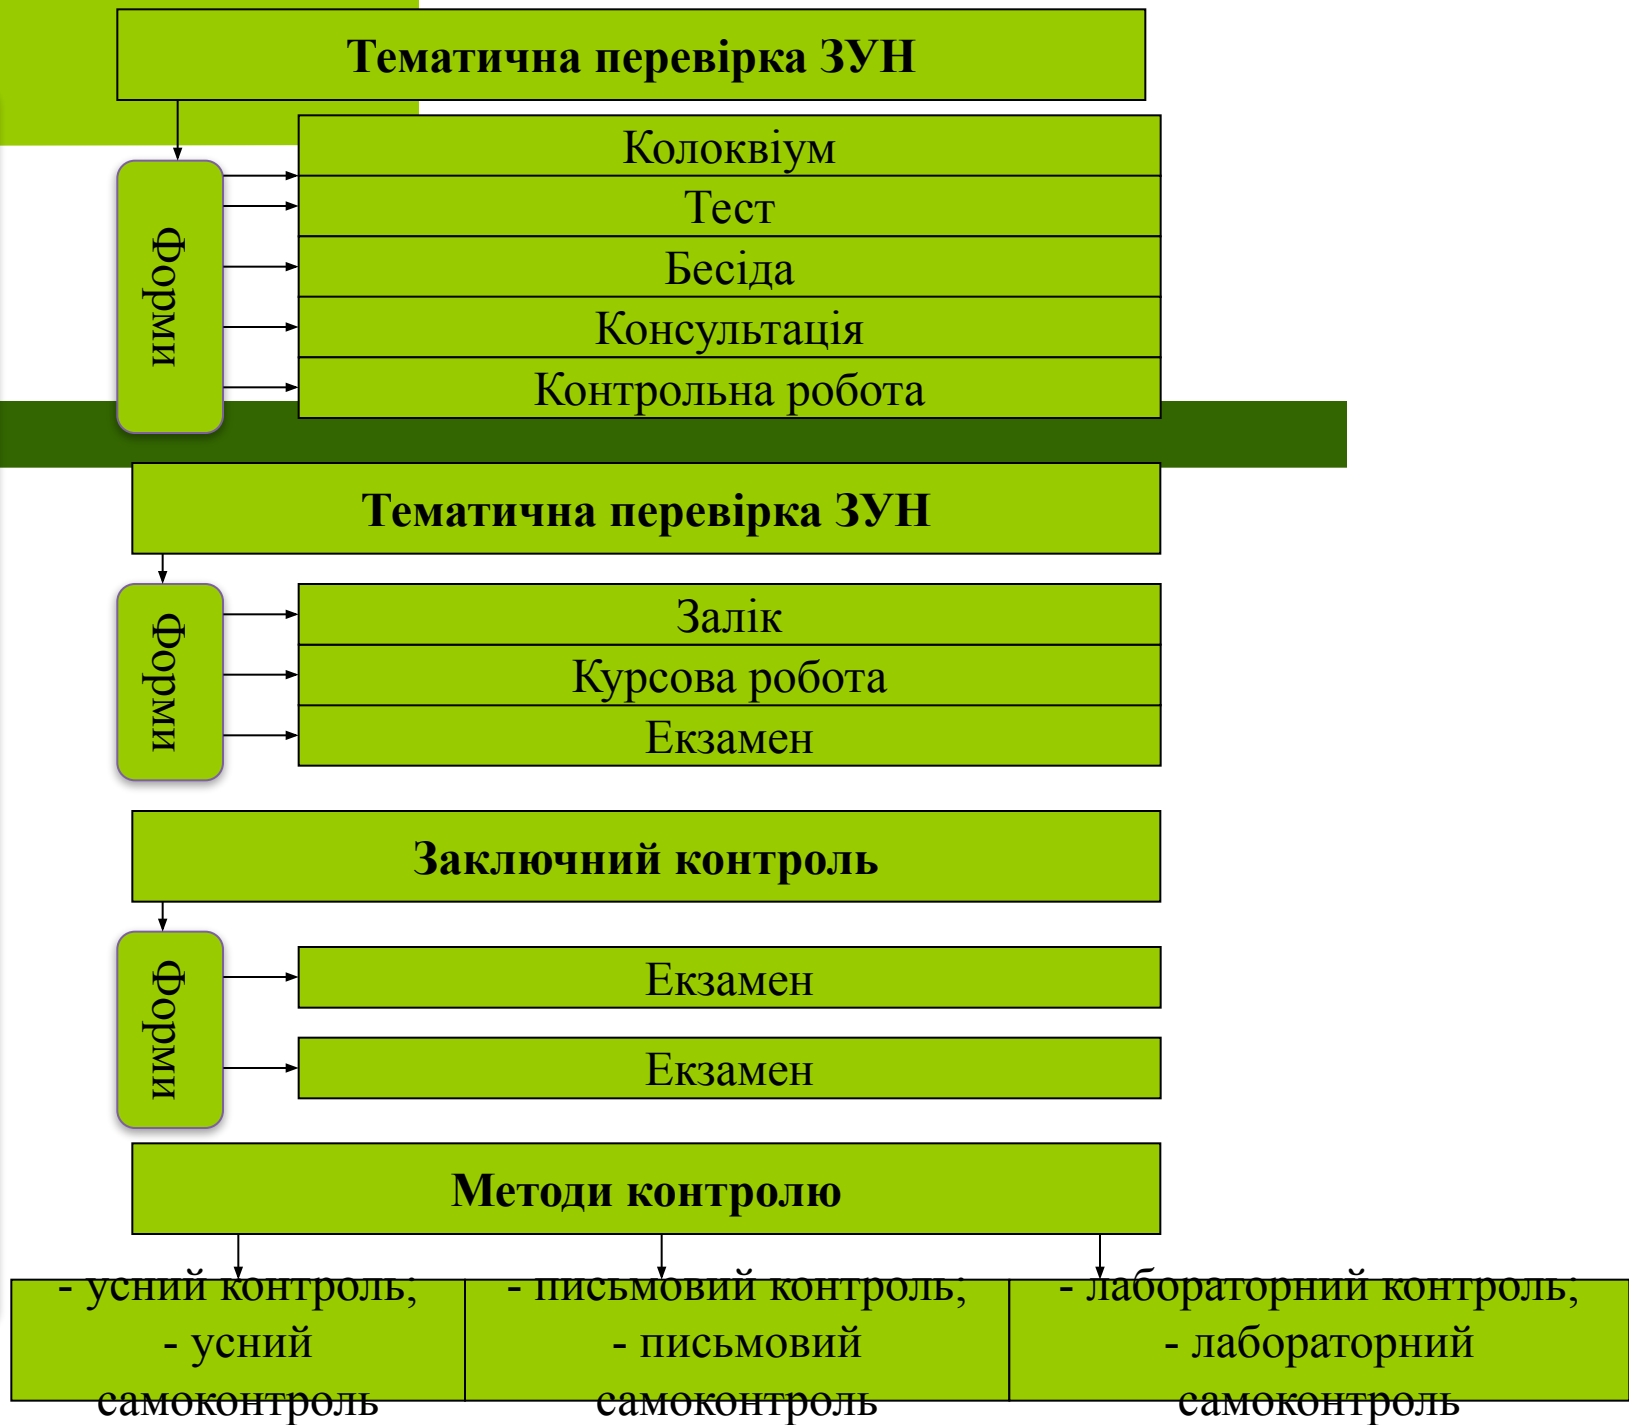 Тематична перевірка ЗУН
Форми
Колоквіум
Тест
Бесіда
Консультація
Контрольна робота
Тематична перевірка ЗУН
Форми
Залік
Курсова робота
Екзамен
Заключний контроль
Форми
Екзамен
Екзамен
Методи контролю
- усний контроль;
- усний
самоконтроль
- письмовий контроль;
- письмовий
самоконтроль
- лабораторний контроль;
- лабораторний
самоконтроль